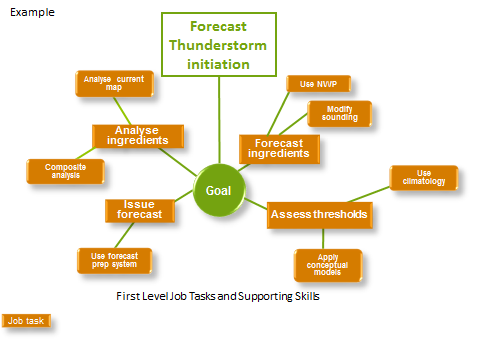 Example
Forecast
Thunderstorm
initiation
Analyse current
map
Use NWP
Modify
sounding
Analyse
ingredients
Forecast
ingredients
Composite
analysis
Use
climatology
Goal
Issue
forecast
Assess thresholds
Use forecast
prep system
Apply
conceptual
models
First Level Job Tasks and Supporting Skills
Job task